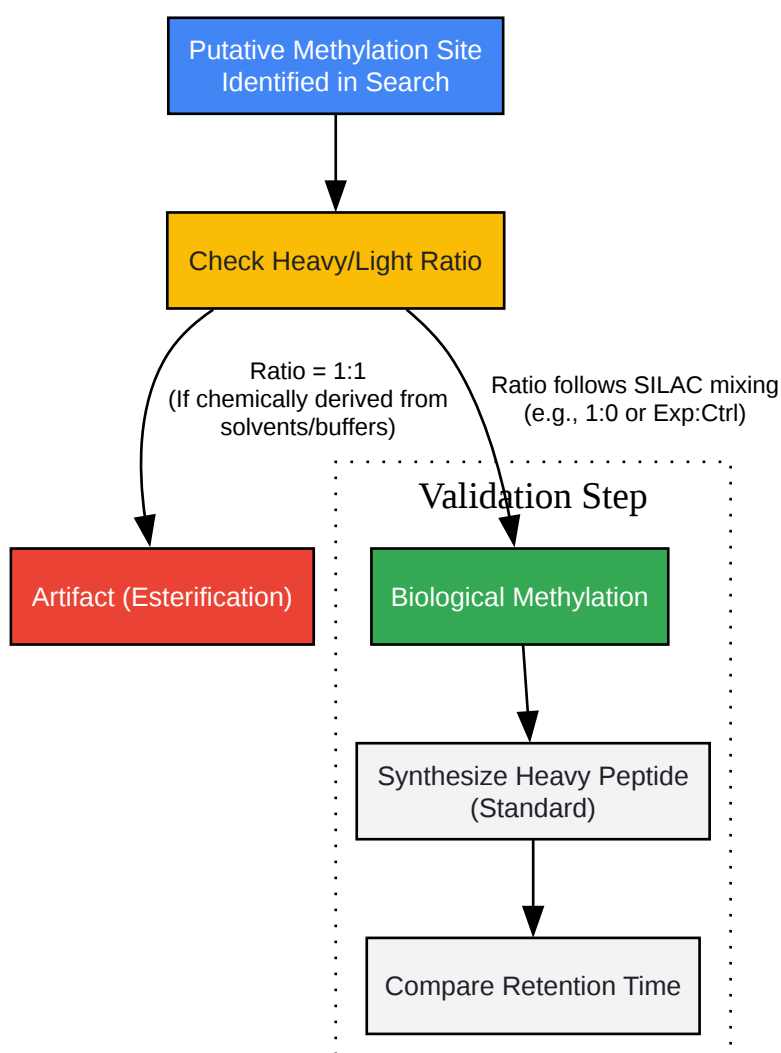 Putative Methylation Site
Identified in Search
Check Heavy/Light Ratio
Ratio = 1:1
(If chemically derived from
solvents/buffers)
Ratio follows SILAC mixing
(e.g., 1:0 or Exp:Ctrl)
Validation Step
Artifact (Esterification)
Biological Methylation
Synthesize Heavy Peptide
(Standard)
Compare Retention Time